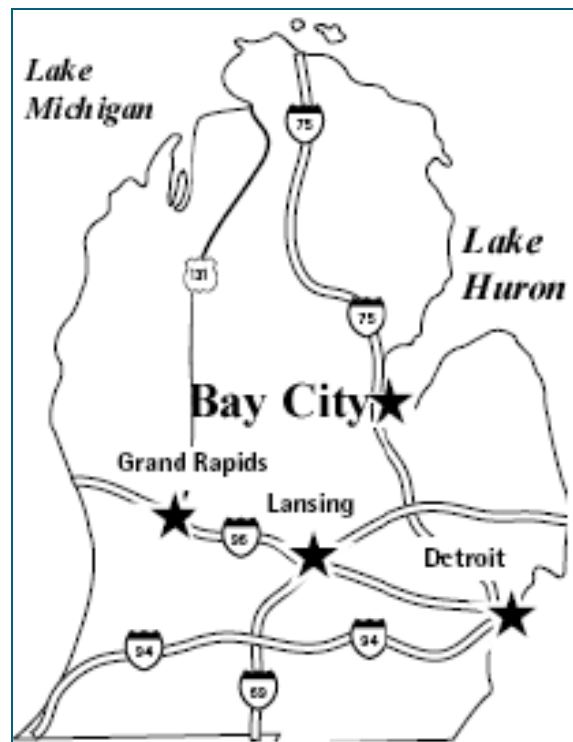 Lake
Michigan
75
Lake
Huron
131
75
Bay City
Grand Rapids
Lansing
96
Detroit
94
94
69